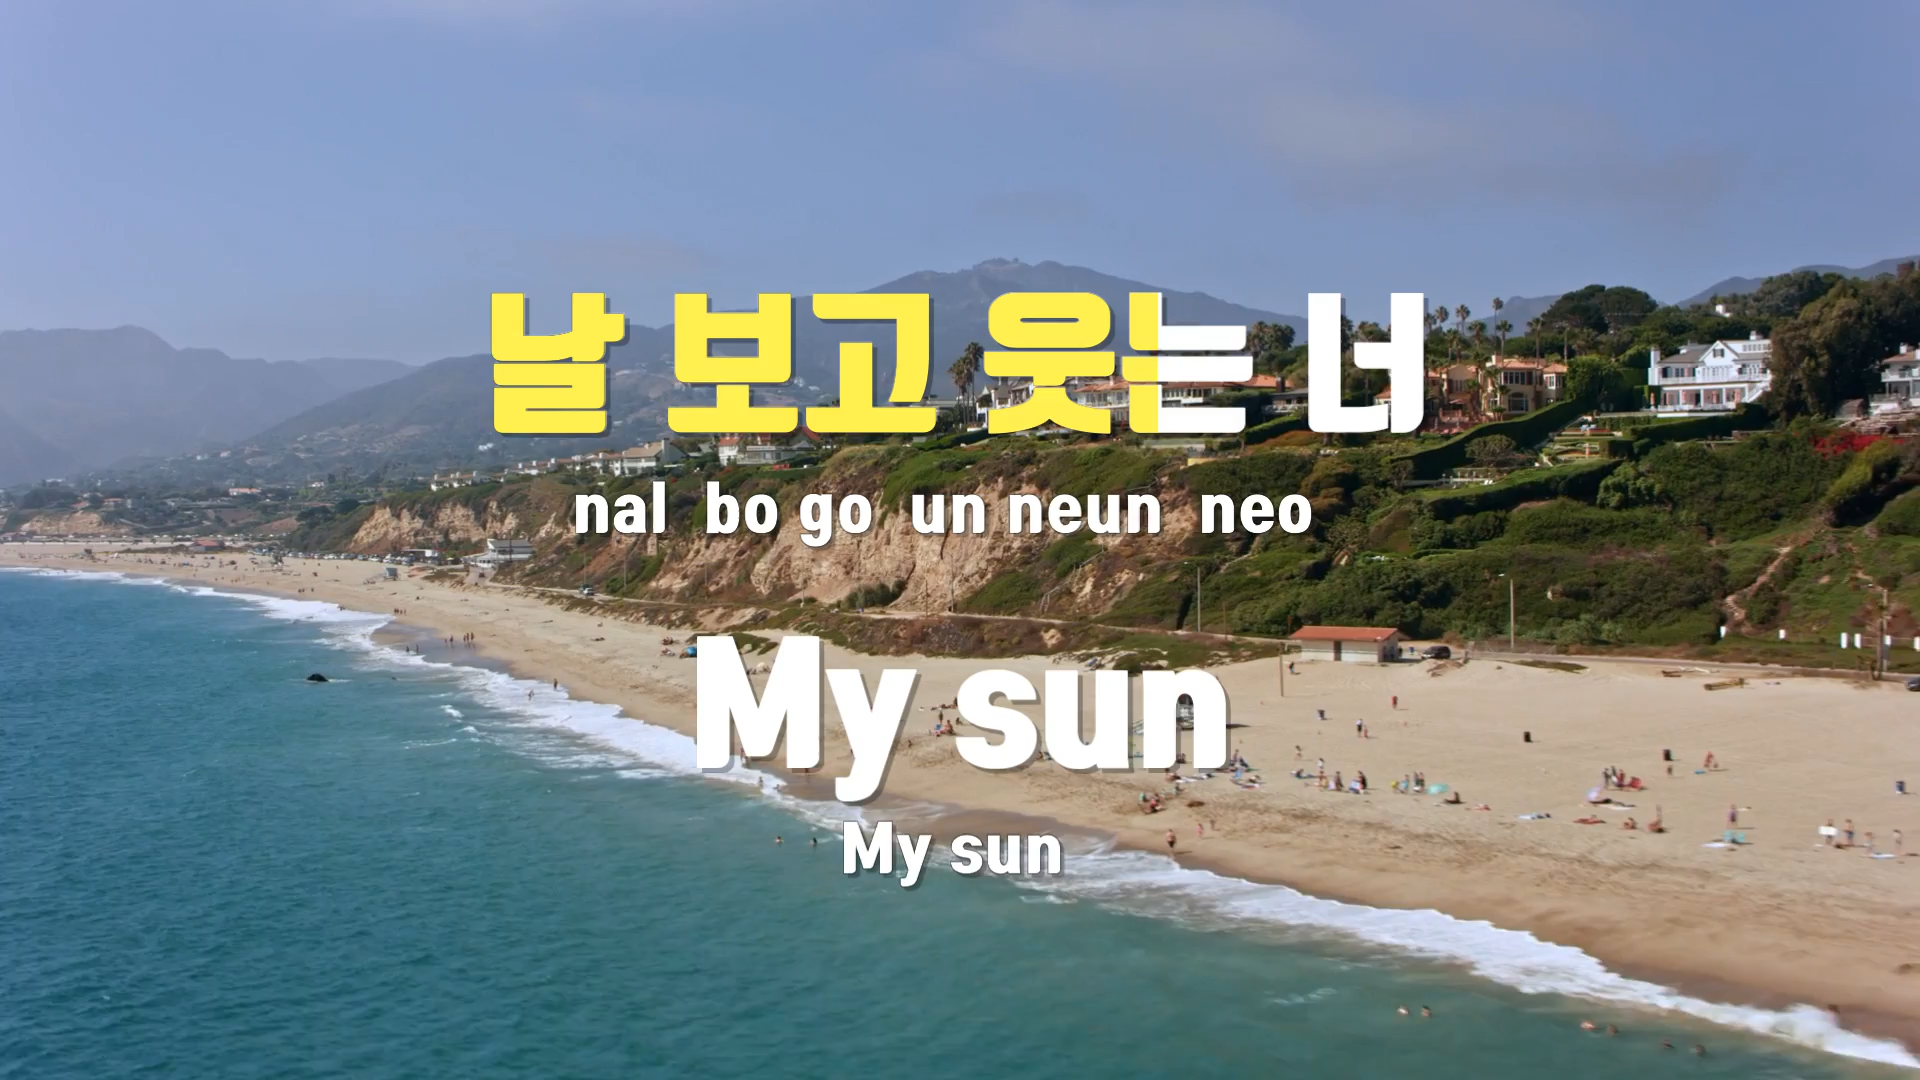 날 보고 웃는 너
nal bo go un neun neo
My sun
My sun